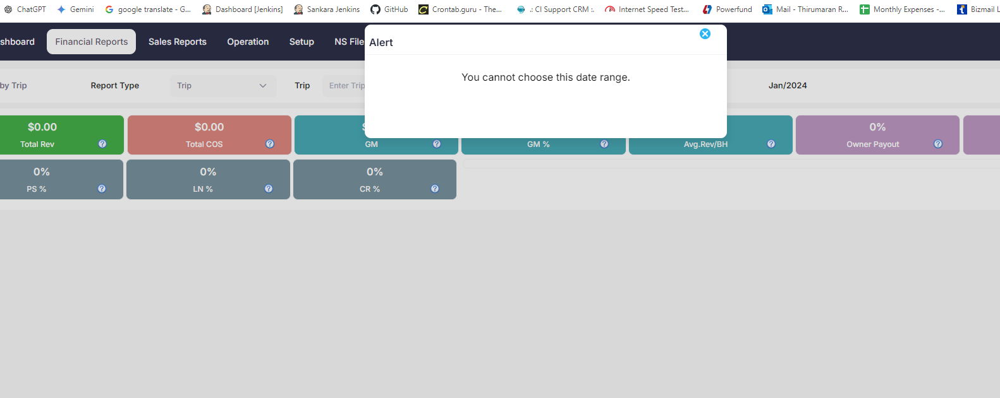 ChatGPT Gemini google translate - G... Dashboard [Jenkins] Sankara Jenkins GitHub Crontab.guru - The... .: CI Support CRM :. Internet Speed Test... Powerfund Mail - Thirumaran R... Monthly Expenses -... Bizmail L
shboard Financial Reports Sales Reports Operation Setup NS File
Alert
You cannot choose this date range.
by Trip Report Type Trip Trip Enter Trip Jan/2024
$0.00 $0.00 $ 0%
Total Rev ? Total COS ? GM ? GM % ? Avg.Rev/BH ? Owner Payout ?
0% 0% 0%
PS % ? LN % ? CR % ?